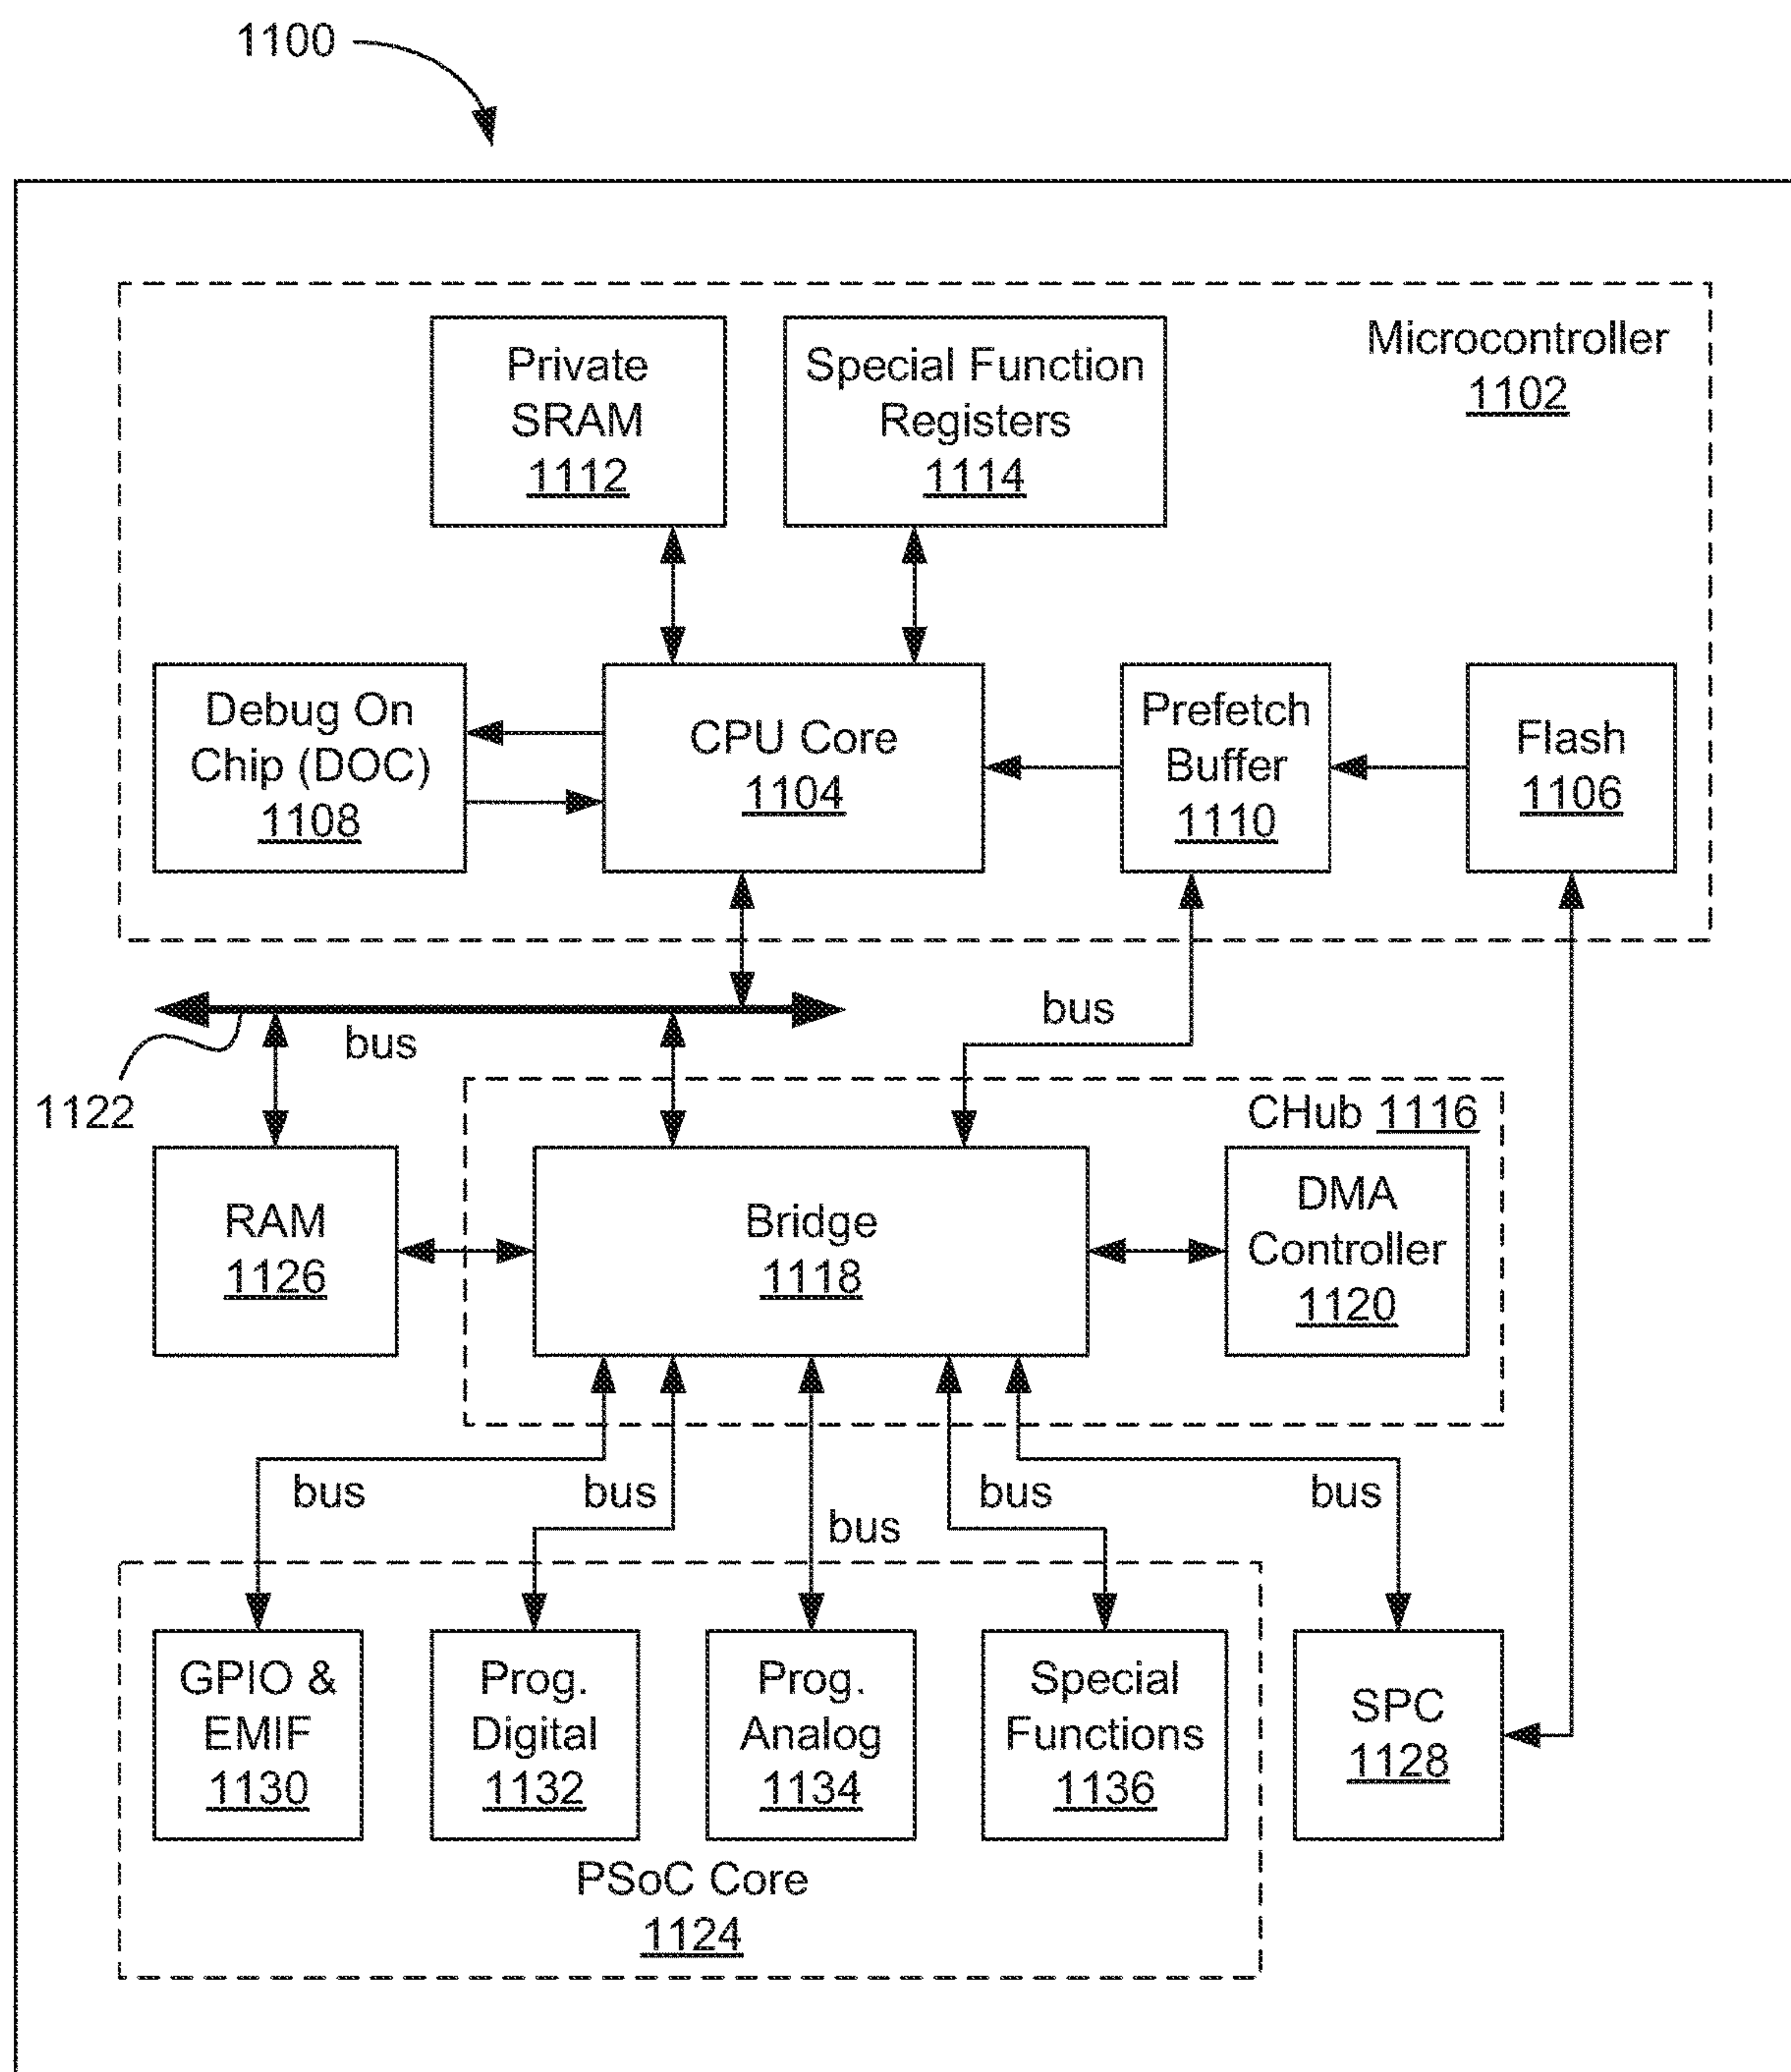 1100
Microcontroller
1102
Private
SRAM
1112
Special Function
Registers
1114
Debug On
Chip (DOC)
1108
CPU Core
1104
Prefetch
Buffer
1110
Flash
1106
bus
bus
1122
CHub 1116
RAM
1126
Bridge
1118
DMA
Controller
1120
bus
bus
bus
bus
bus
GPIO &
EMIF
1130
Prog.
Digital
1132
Prog.
Analog
1134
Special
Functions
1136
SPC
1128
PSoC Core
1124